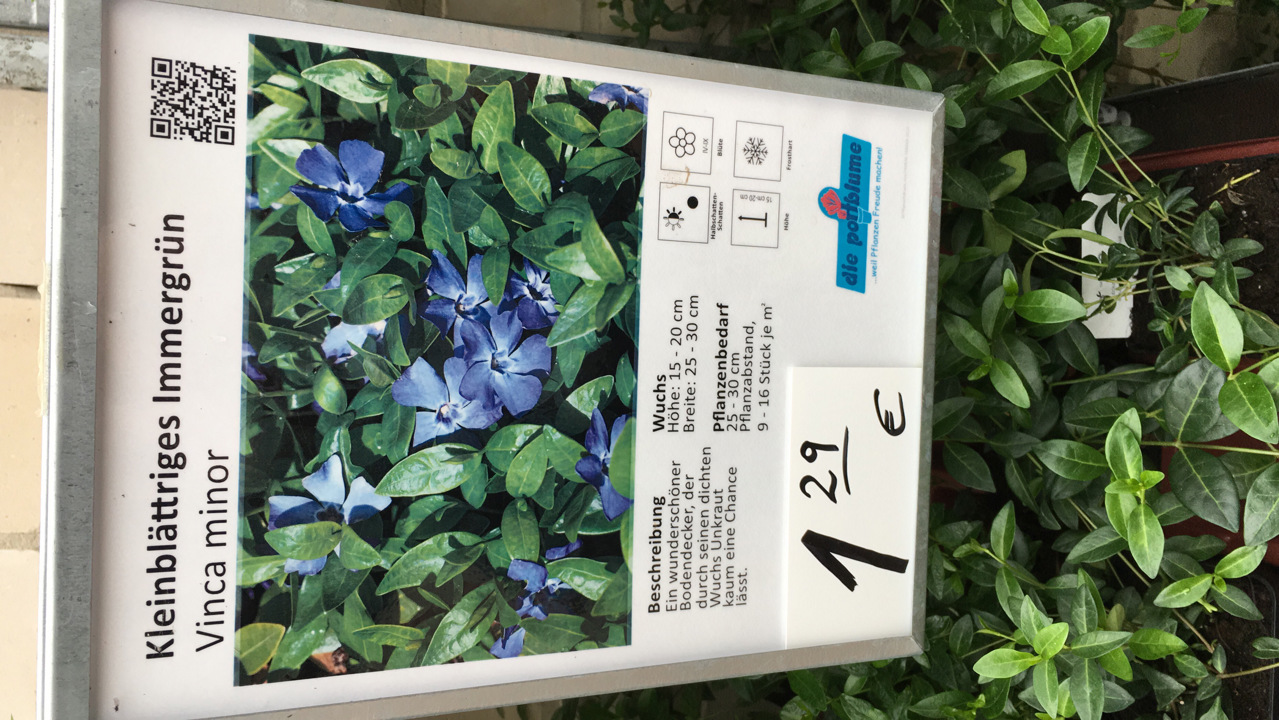 Kleinblättriges Immergrün
Vinca minor
Beschreibung
Ein wunderschöner
Bodendecker, der
durch seinen dichten
Wuchs Unkraut
kaum eine Chance
lässt.
Wuchs
Höhe: 15 - 20 cm
Breite: 25 - 30 cm
Pflanzenbedarf
25 - 30 cm
Pflanzabstand,
9 - 16 Stück je m²
Halbschatten-
Schatten
IV-IX
Blüte
15 cm-20 cm
Höhe
Frosthart
1 29
€
die portblume
...weil Pflanzen Freude machen!